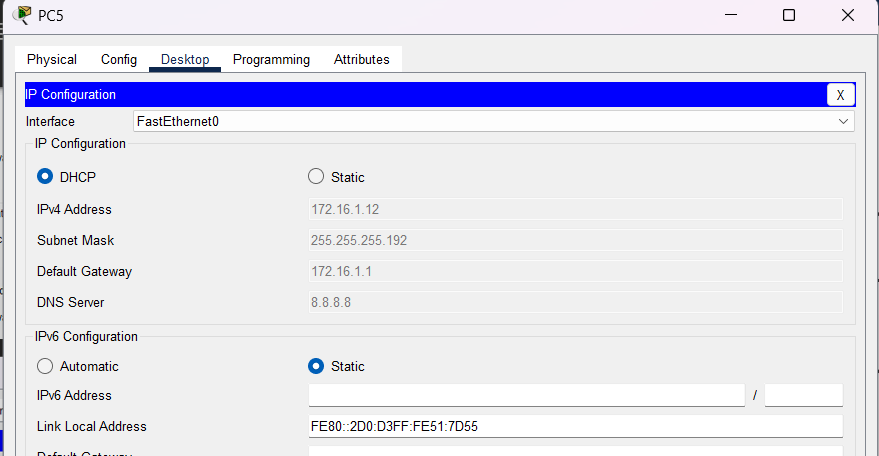 PC5
Physical Config Desktop Programming Attributes
IP Configuration X
Interface FastEthernet0
IP Configuration
DHCP Static
IPv4 Address 172.16.1.12
Subnet Mask 255.255.255.192
Default Gateway 172.16.1.1
DNS Server 8.8.8.8
IPv6 Configuration
Automatic Static
IPv6 Address /
Link Local Address FE80::2D0:D3FF:FE51:7D55
Default Gateway